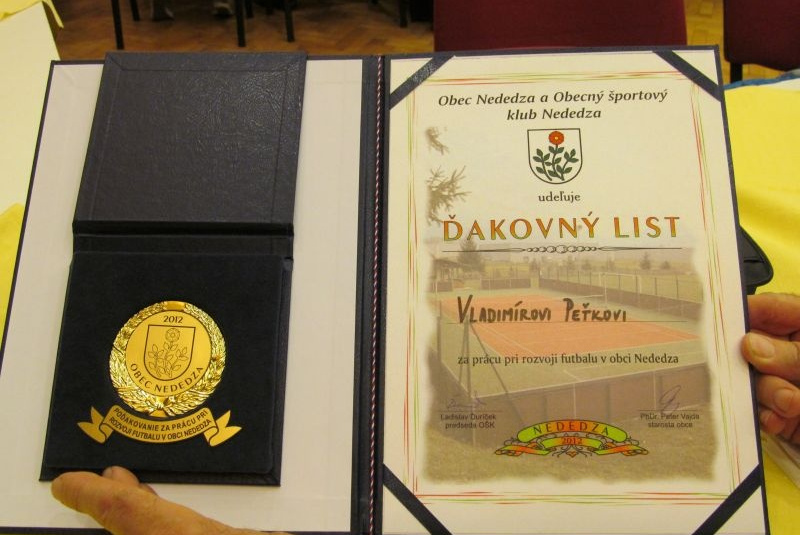 2012
OBEC NEDEDZA
POĎAKOVANIE ZA PRÁCU PRI
ROZVOJI FUTBALU V OBCI NEDEDZA
Obec Nededza a Obecný športový
klub Nededza
udeľuje
ĎAKOVNÝ LIST
VLADIMÍROVI PEŤKOVI
za prácu pri rozvoji futbalu v obci Nededza
Ladislav Ďuriček
predseda OŠK
PhDr. Peter Vajda
starosta obce
NEDEDZA
2012